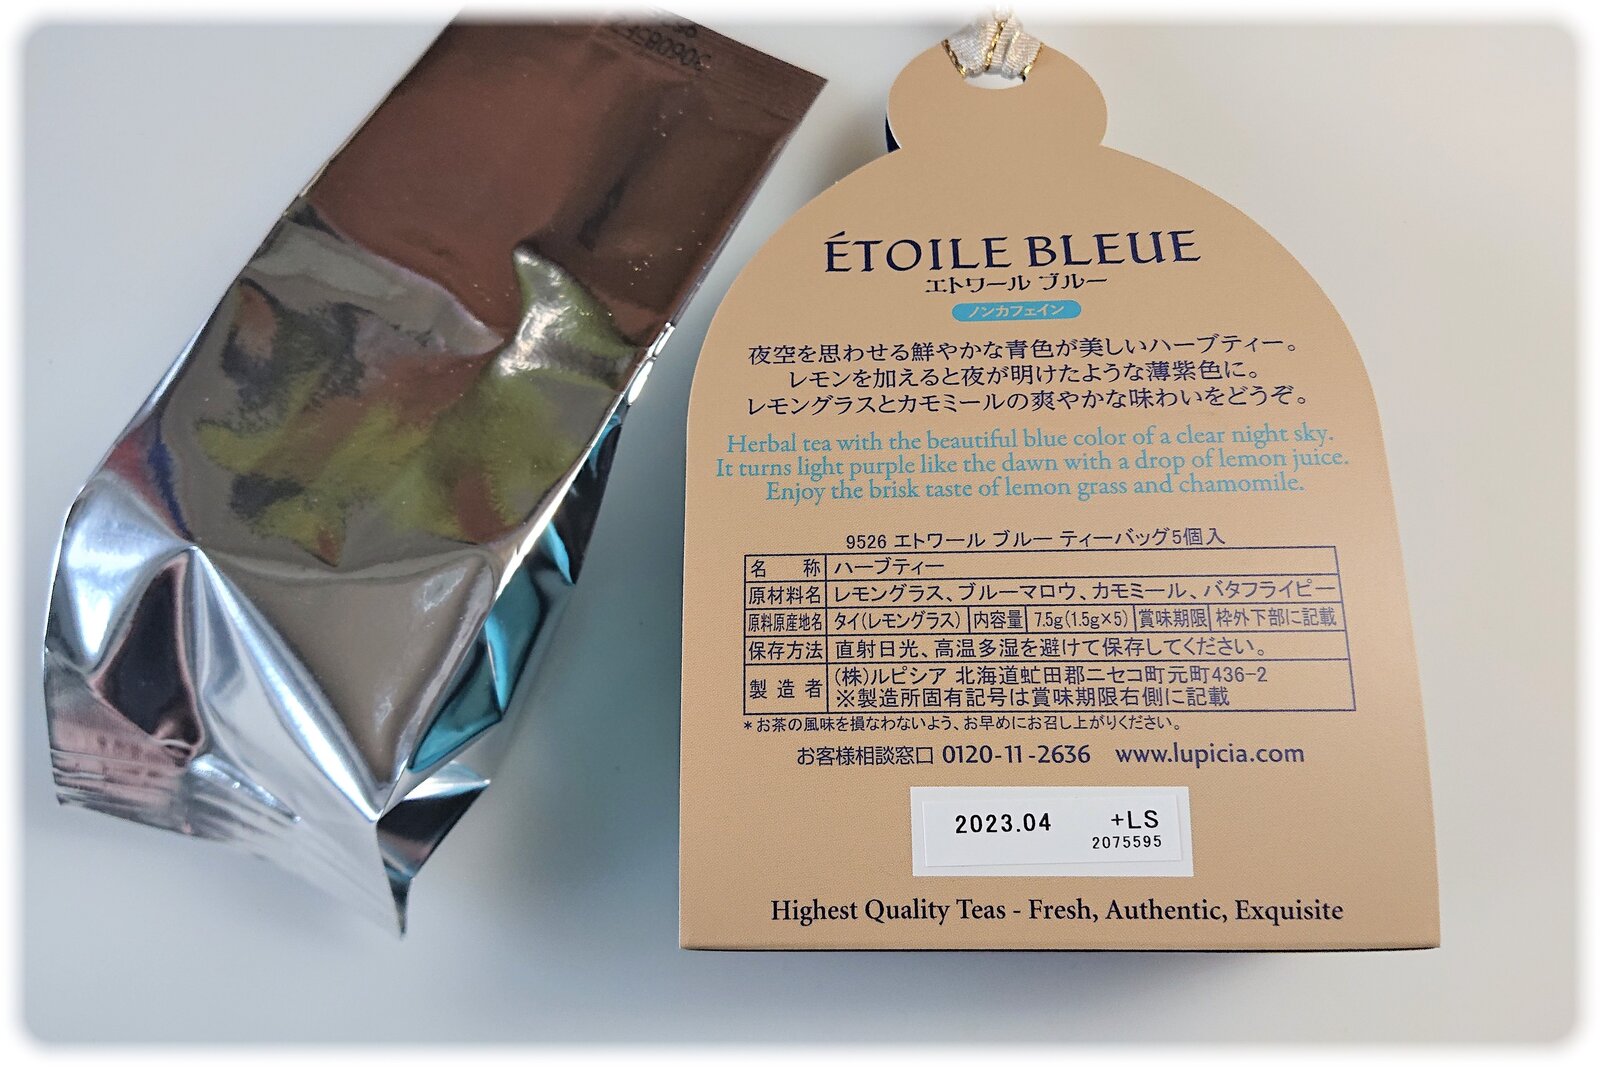 ÉTOILE BLEUE
エトワール ブルー
ノンカフェイン
夜空を思わせる鮮やかな青色が美しいハーブティー。
レモンを加えると夜が明けたような薄紫色に。
レモングラスとカモミールの爽やかな味わいをどうぞ。
Herbal tea with the beautiful blue color of a clear night sky.
It turns light purple like the dawn with a drop of lemon juice.
Enjoy the brisk taste of lemon grass and chamomile.
9526 エトワール ブルー ティーバッグ5個入
名 称 ハーブティー
原材料名 レモングラス、ブルーマロウ、カモミール、バタフライピー
原料原産地名 タイ(レモングラス) 内容量 7.5g(1.5g×5) 賞味期限 枠外下部に記載
保存方法 直射日光、高温多湿を避けて保存してください。
製造者 (株)ルピシア 北海道虻田郡ニセコ町元町436-2
※製造所固有記号は賞味期限右側に記載
*お茶の風味を損なわないよう、お早めにお召し上がりください。
お客様相談窓口 0120-11-2636 www.lupicia.com
2023.04 +LS
2075595
Highest Quality Teas - Fresh, Authentic, Exquisite